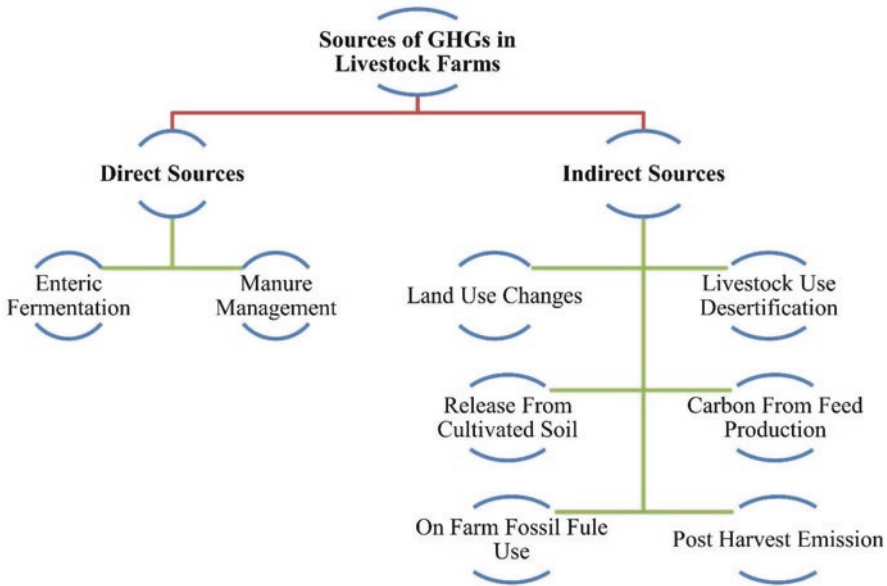 Sources of GHGs in
Livestock Farms
Direct Sources
Indirect Sources
Enteric
Fermentation
Manure
Management
Land Use Changes
Livestock Use
Desertification
Release From
Cultivated Soil
Carbon From Feed
Production
On Farm Fossil Fule
Use
Post Harvest Emission